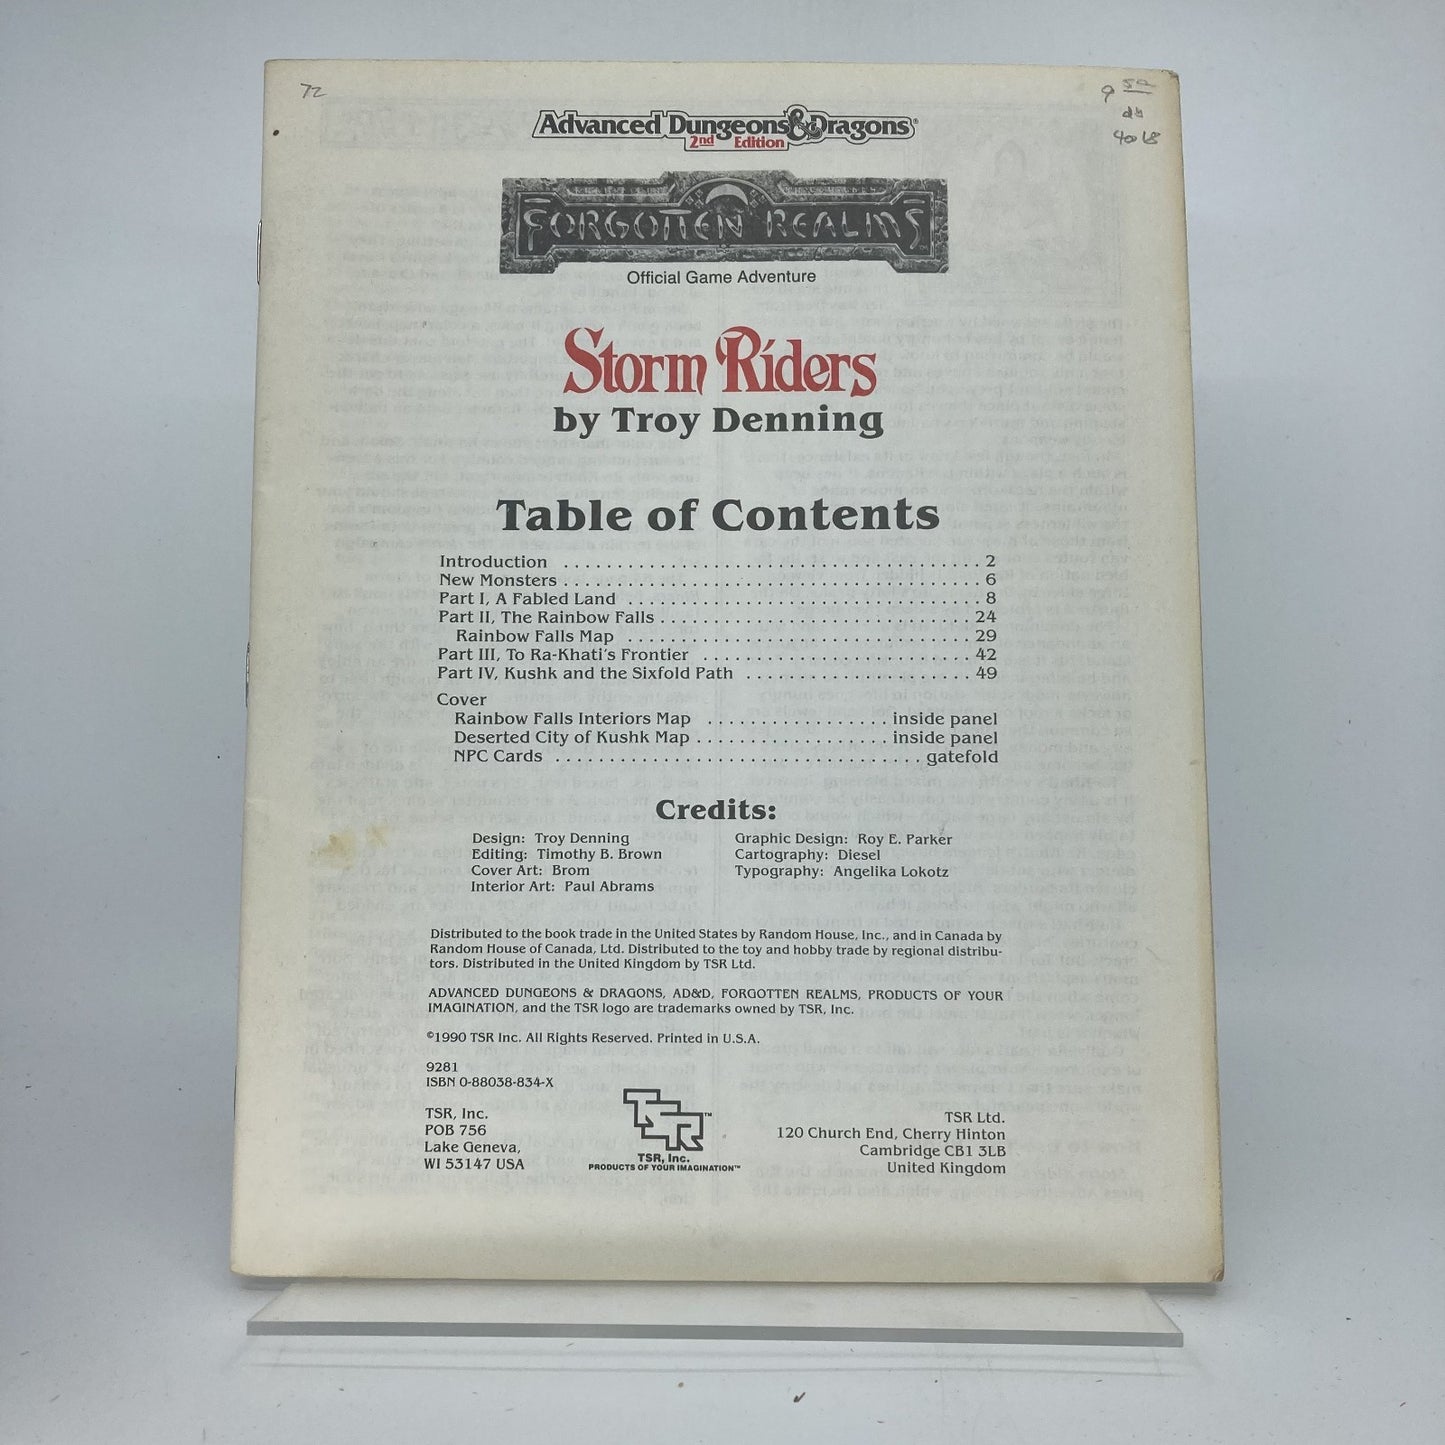 72
9 50
Advanced Dungeons & Dragons®
2nd Edition
FORGOTTEN REALMS
Official Game Adventure
Storm Riders
by Troy Denning
Table of Contents
Introduction . . . . . . . . . . . . . . . . . . . . . . . . . . . . . . . . . . . . . . . 2
New Monsters . . . . . . . . . . . . . . . . . . . . . . . . . . . . . . . . . . . . . . . 6
Part I, A Fabled Land . . . . . . . . . . . . . . . . . . . . . . . . . . . . . . . . . 8
Part II, The Rainbow Falls . . . . . . . . . . . . . . . . . . . . . . . . . . . . . 24
Rainbow Falls Map . . . . . . . . . . . . . . . . . . . . . . . . . . . . . . . . 29
Part III, To Ra-Khati's Frontier . . . . . . . . . . . . . . . . . . . . . . . . . 42
Part IV, Kushk and the Sixfold Path . . . . . . . . . . . . . . . . . . . . . 49
Cover
Rainbow Falls Interiors Map . . . . . . . . . . . . . . . . . inside panel
Deserted City of Kushk Map . . . . . . . . . . . . . . . . . . inside panel
NPC Cards . . . . . . . . . . . . . . . . . . . . . . . . . . . . . . . . . . gatefold
Credits:
Design: Troy Denning
Editing: Timothy B. Brown
Cover Art: Brom
Interior Art: Paul Abrams
Graphic Design: Roy E. Parker
Cartography: Diesel
Typography: Angelika Lokotz
Distributed to the book trade in the United States by Random House, Inc., and in Canada by
Random House of Canada, Ltd. Distributed to the toy and hobby trade by regional distribu-
tors. Distributed in the United Kingdom by TSR Ltd.
ADVANCED DUNGEONS & DRAGONS, AD&D, FORGOTTEN REALMS, PRODUCTS OF YOUR
IMAGINATION, and the TSR logo are trademarks owned by TSR, Inc.
©1990 TSR Inc. All Rights Reserved. Printed in U.S.A.
9281
ISBN 0-88038-834-X
TSR, Inc.
POB 756
Lake Geneva,
WI 53147 USA
TSR™
TSR, Inc.
PRODUCTS OF YOUR IMAGINATION™
TSR Ltd.
120 Church End, Cherry Hinton
Cambridge CB1 3LB
United Kingdom